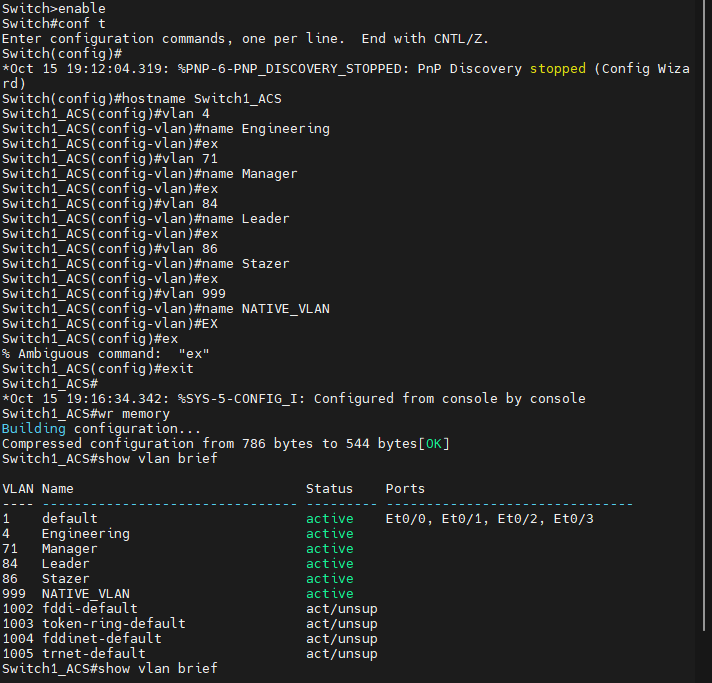 Switch>enable
Switch#conf t
Enter configuration commands, one per line.  End with CNTL/Z.
Switch(config)#
*Oct 15 19:12:04.319: %PNP-6-PNP_DISCOVERY_STOPPED: PnP Discovery stopped (Config Wiza
rd)
Switch(config)#hostname Switch1_ACS
Switch1_ACS(config)#vlan 4
Switch1_ACS(config-vlan)#name Engineering
Switch1_ACS(config-vlan)#ex
Switch1_ACS(config)#vlan 71
Switch1_ACS(config-vlan)#name Manager
Switch1_ACS(config-vlan)#ex
Switch1_ACS(config)#vlan 84
Switch1_ACS(config-vlan)#name Leader
Switch1_ACS(config-vlan)#ex
Switch1_ACS(config)#vlan 86
Switch1_ACS(config-vlan)#name Stazer
Switch1_ACS(config-vlan)#ex
Switch1_ACS(config)#vlan 999
Switch1_ACS(config-vlan)#name NATIVE_VLAN
Switch1_ACS(config-vlan)#EX
Switch1_ACS(config)#ex
% Ambiguous command:  "ex"
Switch1_ACS(config)#exit
Switch1_ACS#
*Oct 15 19:16:34.342: %SYS-5-CONFIG_I: Configured from console by console
Switch1_ACS#wr memory
Building configuration...
Compressed configuration from 786 bytes to 544 bytes[OK]
Switch1_ACS#show vlan brief

VLAN Name                             Status    Ports
---- -------------------------------- --------- -------------------------------
1    default                          active    Et0/0, Et0/1, Et0/2, Et0/3
4    Engineering                      active
71   Manager                          active
84   Leader                           active
86   Stazer                           active
999  NATIVE_VLAN                      active
1002 fddi-default                     act/unsup
1003 token-ring-default               act/unsup
1004 fddinet-default                  act/unsup
1005 trnet-default                    act/unsup
Switch1_ACS#show vlan brief